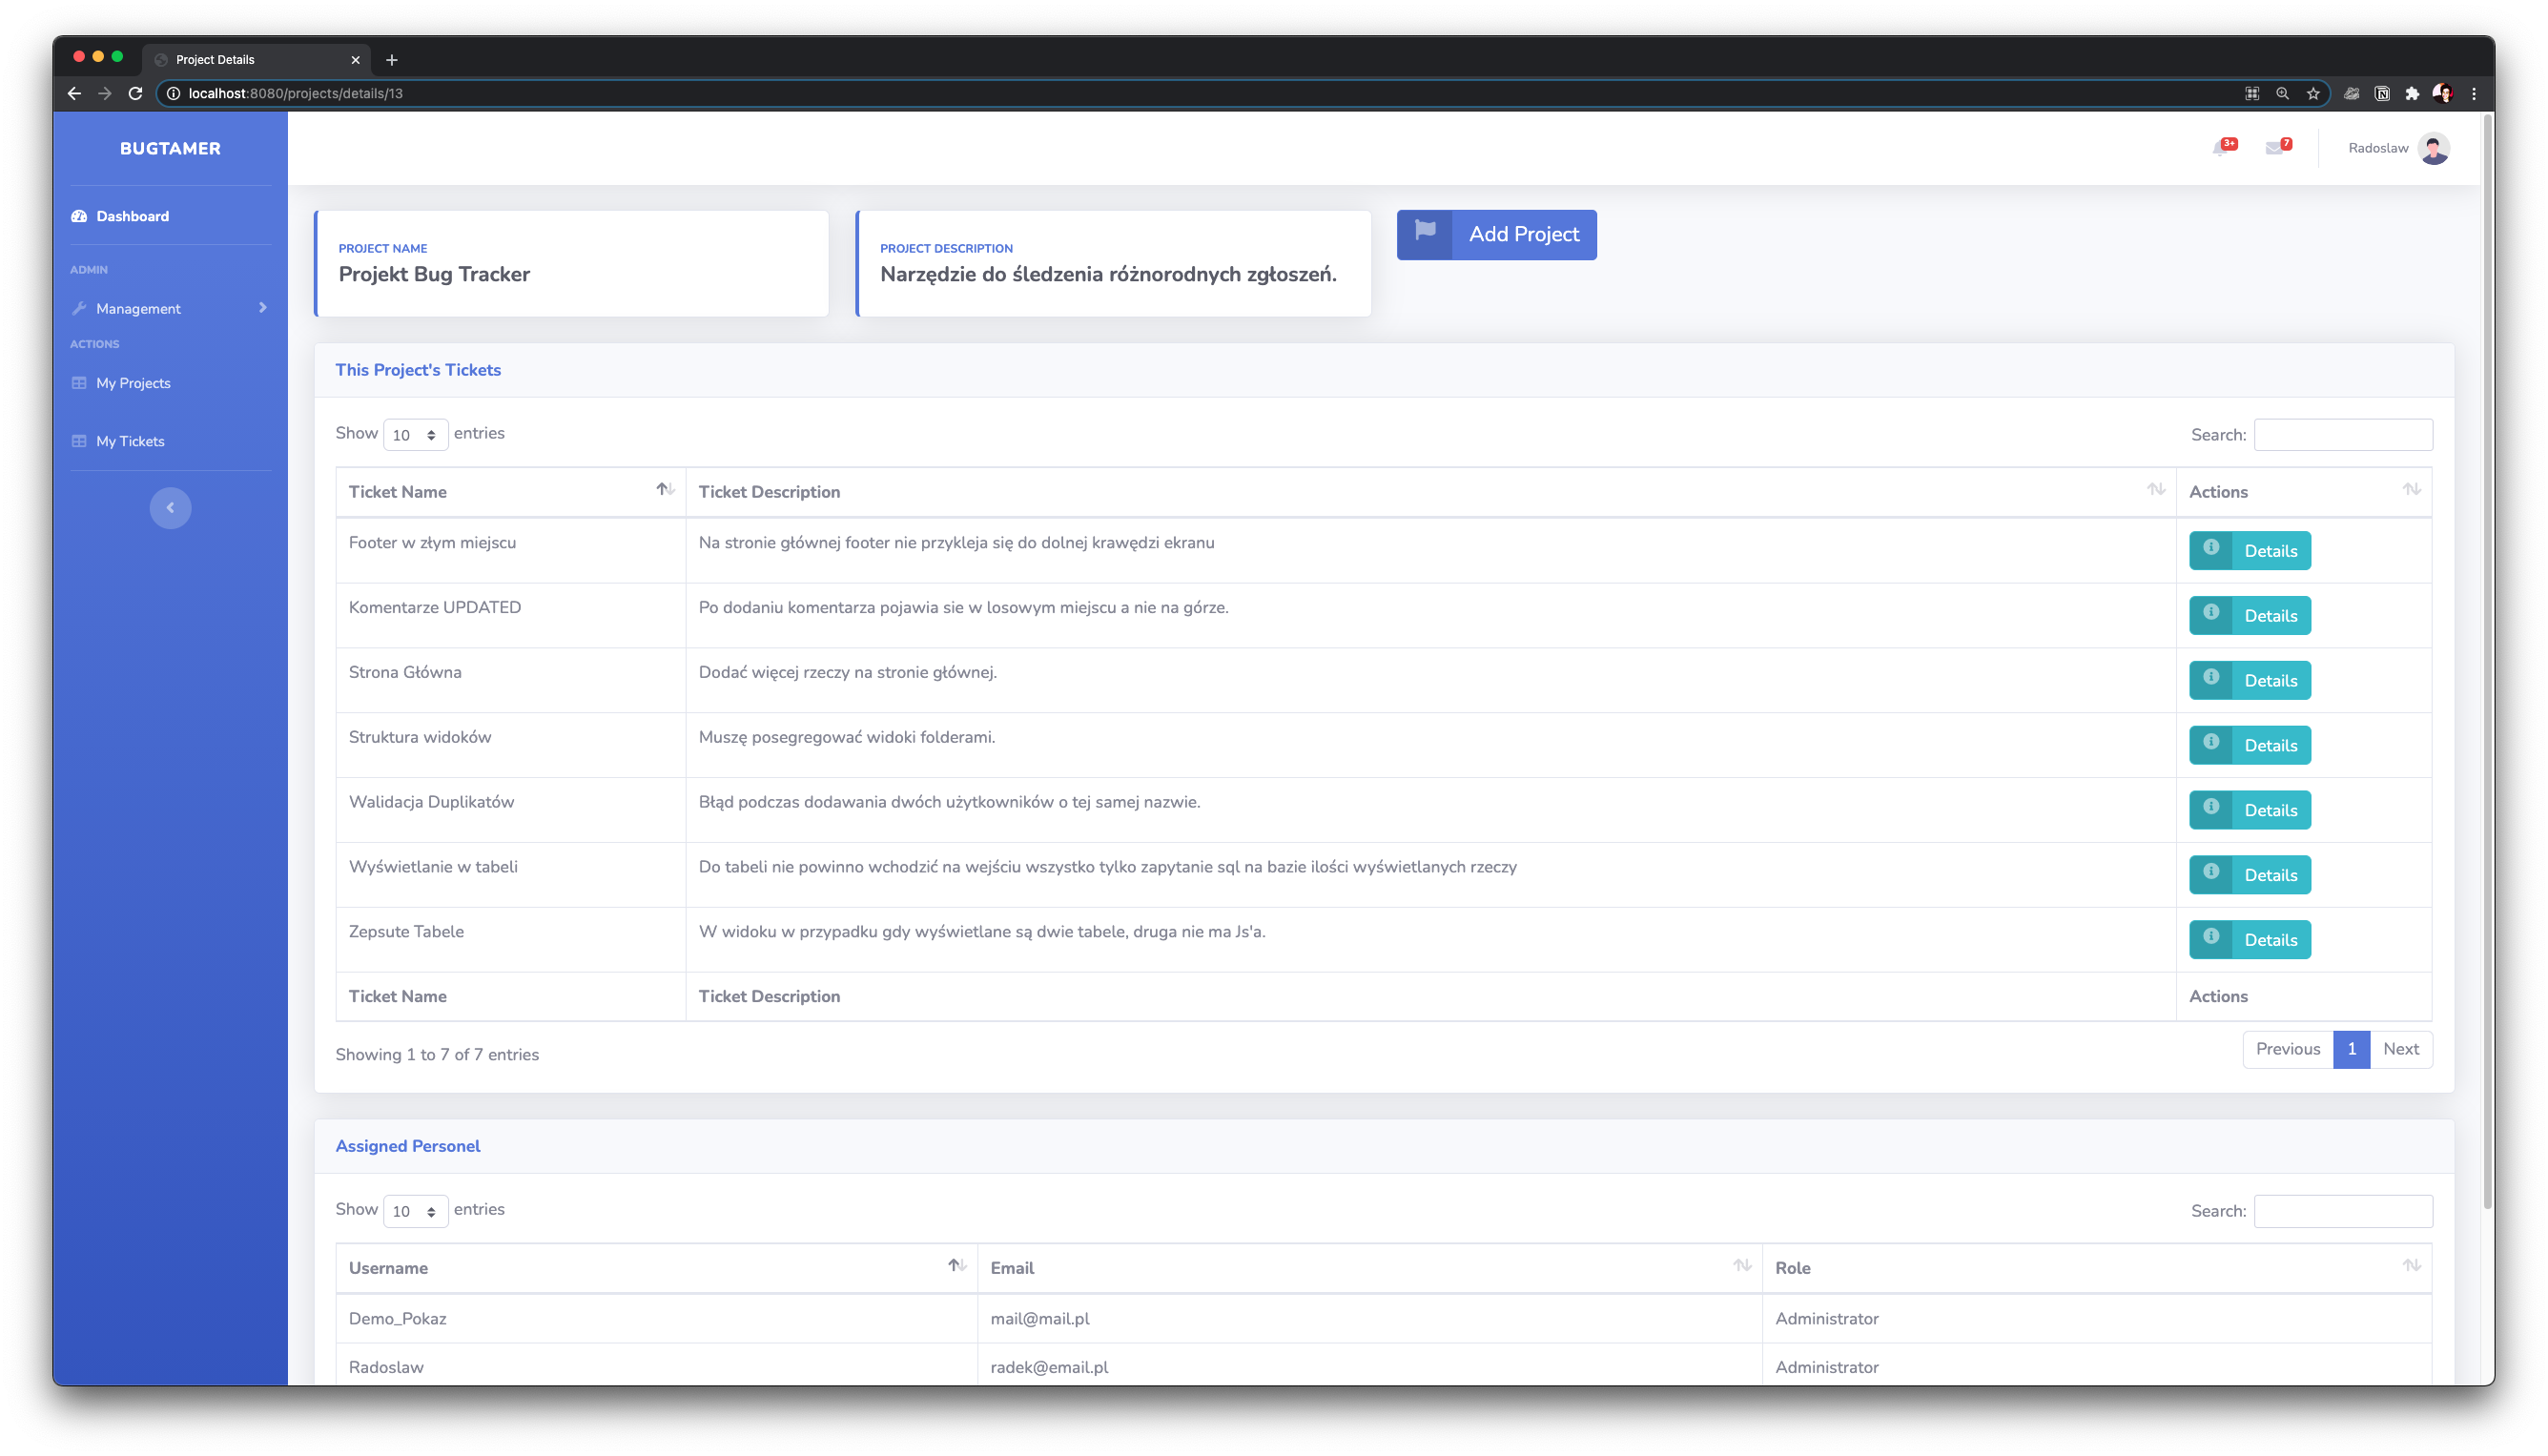 Project Details
localhost:8080/projects/details/13
BUGTAMER
3+
7
Radoslaw
Dashboard
ADMIN
Management
ACTIONS
My Projects
My Tickets
PROJECT NAME
Projekt Bug Tracker
PROJECT DESCRIPTION
Narzędzie do śledzenia różnorodnych zgłoszeń.
Add Project
This Project's Tickets
Show 10 entries
Search:
Ticket Name Ticket Description Actions
Footer w złym miejscu Na stronie głównej footer nie przykleja się do dolnej krawędzi ekranu Details
Komentarze UPDATED Po dodaniu komentarza pojawia sie w losowym miejscu a nie na górze. Details
Strona Główna Dodać więcej rzeczy na stronie głównej. Details
Struktura widoków Muszę posegregować widoki folderami. Details
Walidacja Duplikatów Błąd podczas dodawania dwóch użytkowników o tej samej nazwie. Details
Wyświetlanie w tabeli Do tabeli nie powinno wchodzić na wejściu wszystko tylko zapytanie sql na bazie ilości wyświetlanych rzeczy Details
Zepsute Tabele W widoku w przypadku gdy wyświetlane są dwie tabele, druga nie ma Js'a. Details
Ticket Name Ticket Description Actions
Showing 1 to 7 of 7 entries
Previous 1 Next
Assigned Personel
Show 10 entries
Search:
Username Email Role
Demo_Pokaz mail@mail.pl Administrator
Radoslaw radek@email.pl Administrator